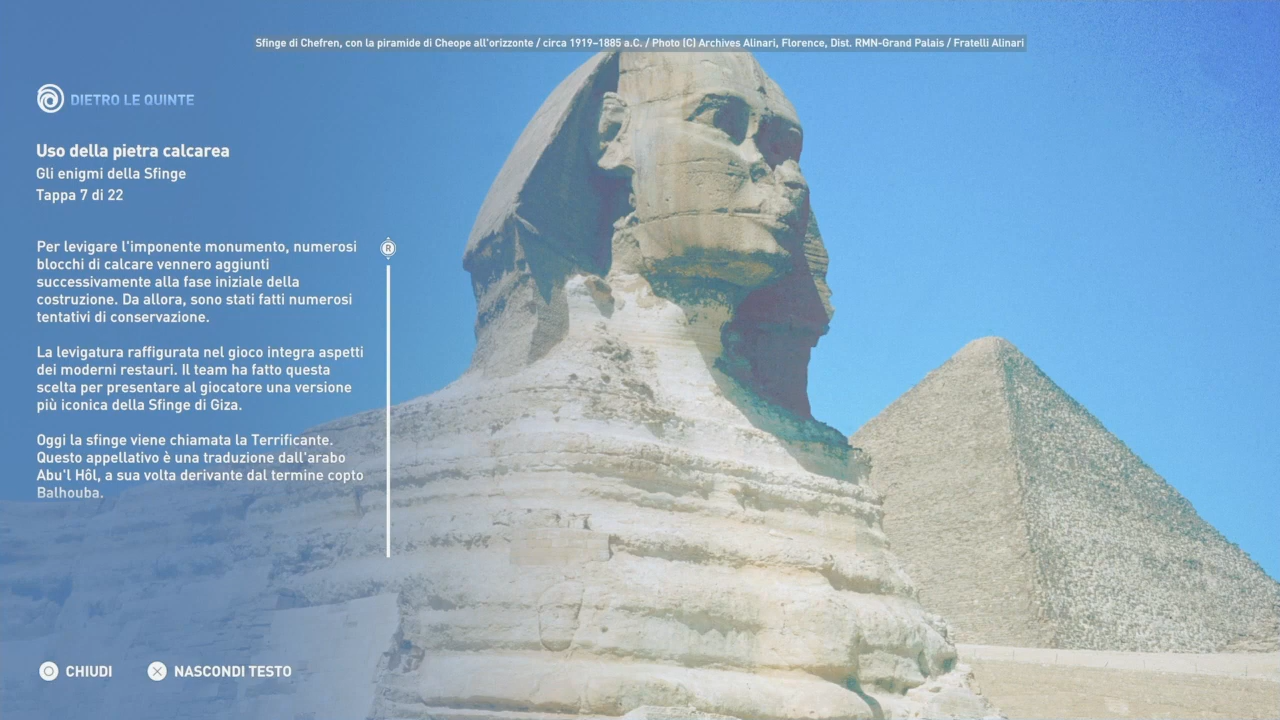 Sfinge di Chefren, con la piramide di Cheope all'orizzonte / circa 1919–1885 a.C. / Photo (C) Archives Alinari, Florence, Dist. RMN-Grand Palais / Fratelli Alinari
DIETRO LE QUINTE
Uso della pietra calcarea
Gli enigmi della Sfinge
Tappa 7 di 22
Per levigare l'imponente monumento, numerosi
blocchi di calcare vennero aggiunti
successivamente alla fase iniziale della
costruzione. Da allora, sono stati fatti numerosi
tentativi di conservazione.
La levigatura raffigurata nel gioco integra aspetti
dei moderni restauri. Il team ha fatto questa
scelta per presentare al giocatore una versione
più iconica della Sfinge di Giza.
Oggi la sfinge viene chiamata la Terrificante.
Questo appellativo è una traduzione dall'arabo
Abu'l Hôl, a sua volta derivante dal termine copto
Balhouba.
R
CHIUDI
NASCONDI TESTO